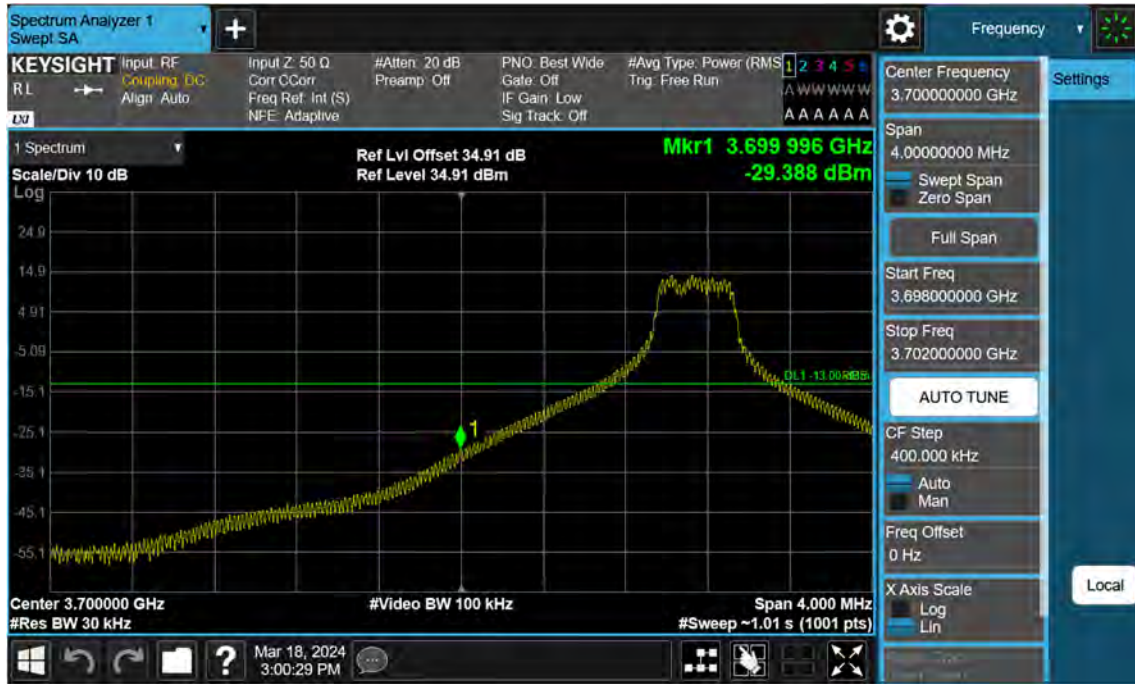 Spectrum Analyzer 1
Swept SA
Frequency
KEYSIGHT
Input: RF
Input Z: 50 Ω
#Atten: 20 dB
PNO: Best Wide
#Avg Type: Power (RMS
1 2 3 4 5 6
R L
Coupling: DC
Corr CCorr
Preamp: Off
Gate: Off
Trig: Free Run
A W W W W W
Align: Auto
Freq Ref: Int (S)
IF Gain: Low
LXI
NFE: Adaptive
Sig Track: Off
A A A A A A
Center Frequency
3.700000000 GHz
Settings
1 Spectrum
Ref Lvl Offset 34.91 dB
Mkr1 3.699 996 GHz
Scale/Div 10 dB
Ref Level 34.91 dBm
-29.388 dBm
Log
24.9
14.9
4.91
-5.09
-15.1
-25.1
-35.1
-45.1
-55.1
DL1 -13.00
1
Center 3.700000 GHz
#Video BW 100 kHz
Span 4.000 MHz
#Res BW 30 kHz
#Sweep ~1.01 s (1001 pts)
Span
4.00000000 MHz
Swept Span
Zero Span
Full Span
Start Freq
3.698000000 GHz
Stop Freq
3.702000000 GHz
AUTO TUNE
CF Step
400.000 kHz
Auto
Man
Freq Offset
0 Hz
X Axis Scale
Log
Lin
Local
?
Mar 18, 2024
3:00:29 PM